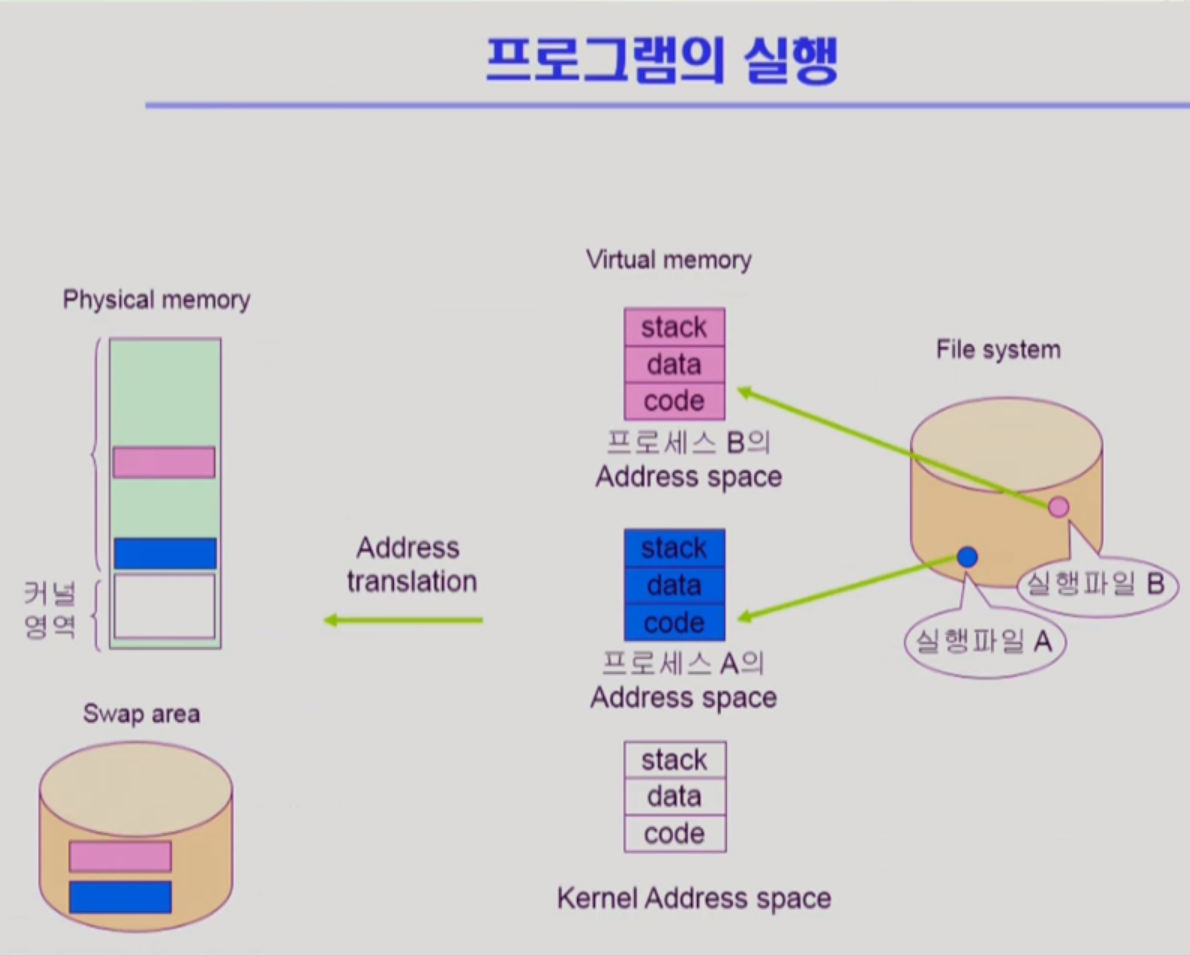 프로그램의 실행
Virtual memory
Physical memory
stack
data
code
File system
프로세스 B의
Address space
stack
data
code
Address
translation
커널
영역
실행파일 B
실행파일 A
프로세스 A의
Address space
Swap area
stack
data
code
Kernel Address space